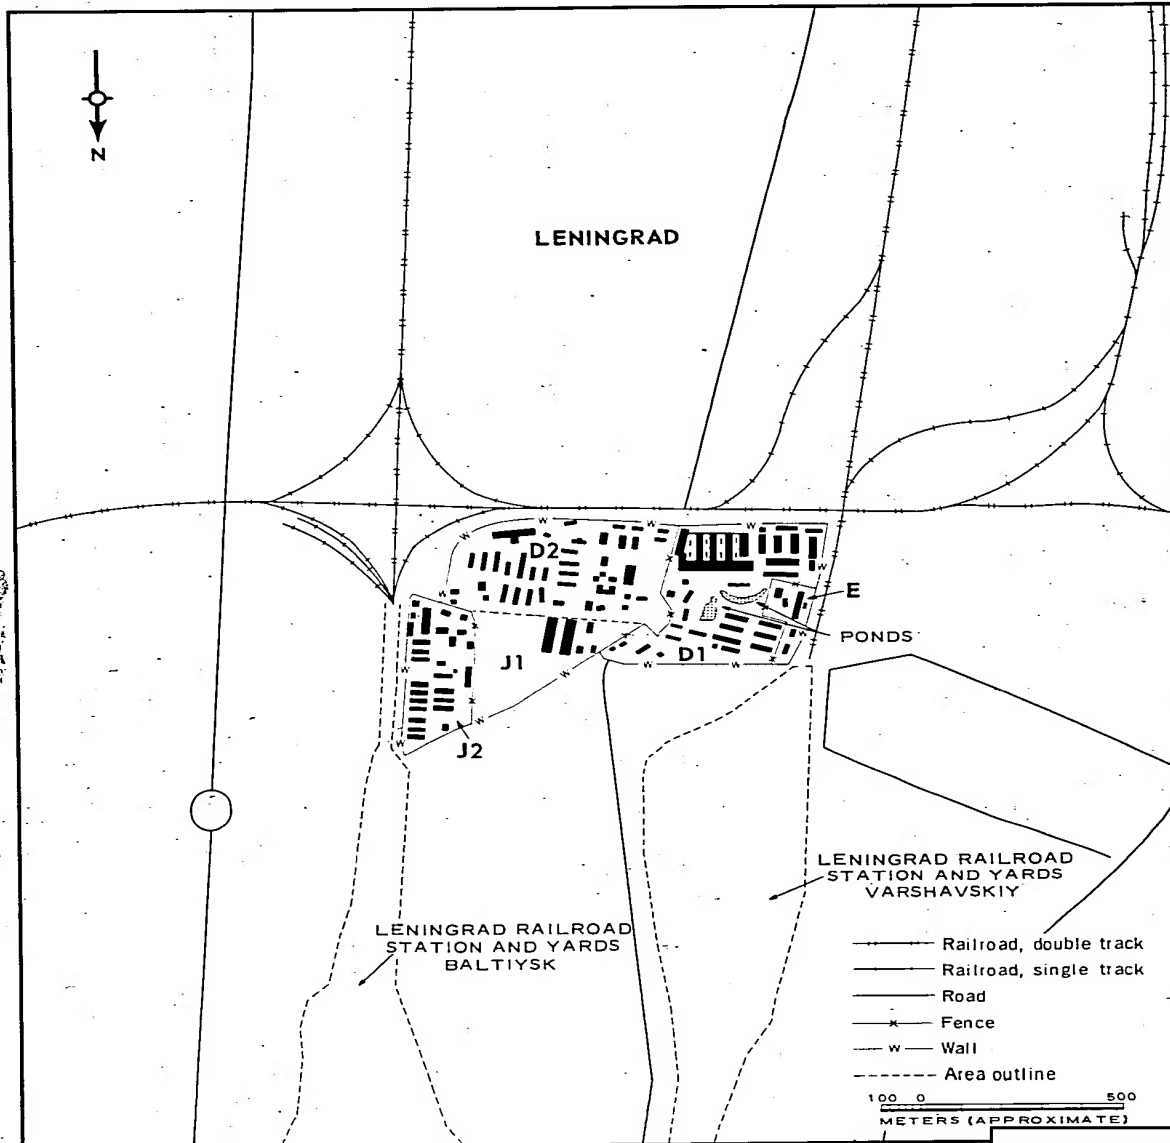 N
LENINGRAD
D2
E
PONDS
D1
J1
J2
LENINGRAD RAILROAD
STATION AND YARDS
VARSHAVSKIY
LENINGRAD RAILROAD
STATION AND YARDS
BALTIYSK
Railroad, double track
Railroad, single track
Road
Fence
W Wall
Area outline
100 0 500
METERS (APPROXIMATE)